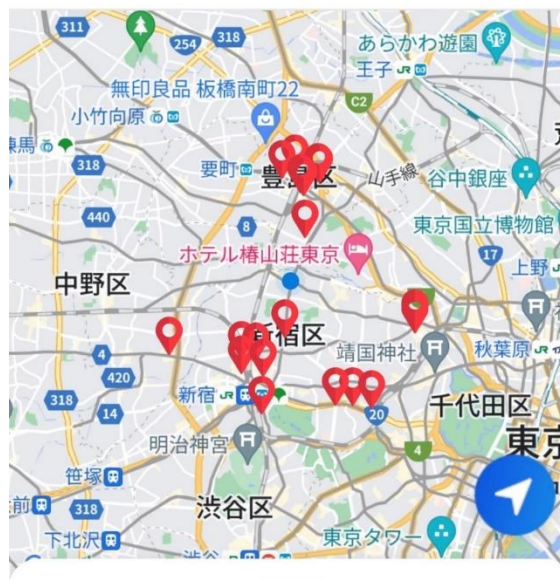 311
254
318
あらかわ遊園
王子 JR
C2
無印良品 板橋南町22
小竹向原
練馬
318
要町
豊島区
山手線
谷中銀座
440
8
東京国立博物館
17
ホテル椿山荘東京
上野 JR
中野区
新宿区
靖国神社
秋葉原
4
420
新宿 JR
318
14
20
千代田区
東京
明治神宮
4
笹塚
318
渋谷区
下北沢
東京タワー
渋谷